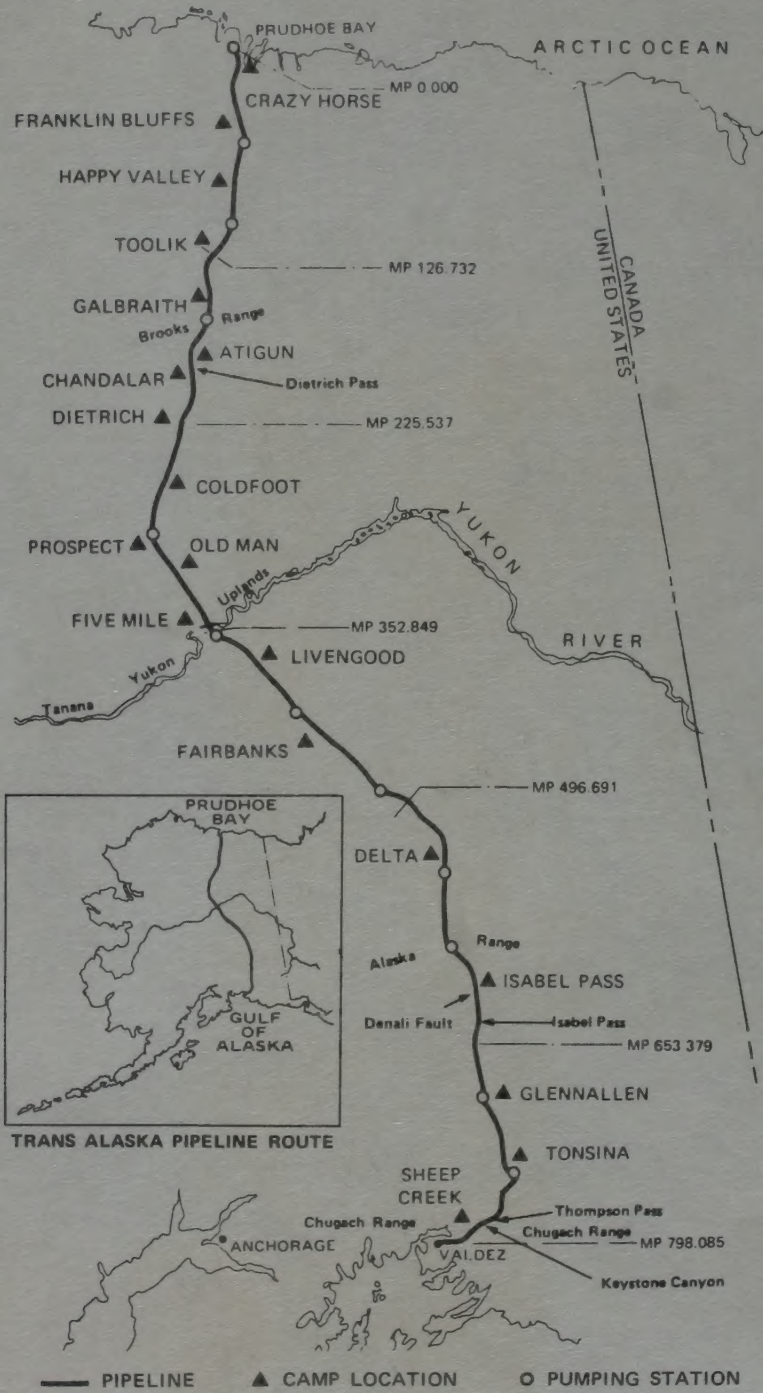 PRUDHOE BAY
ARCTIC OCEAN
MP 0.000
CRAZY HORSE
FRANKLIN BLUFFS
HAPPY VALLEY
TOOLIK
MP 126.732
CANADA
UNITED STATES
GALBRAITH
Brooks Range
ATIGUN
CHANDALAR
Dietrich Pass
DIETRICH
MP 225.537
COLDFOOT
YUKON
PROSPECT
OLD MAN
Uplands
FIVE MILE
MP 352.849
RIVER
LIVENGOOD
Yukon
Tanana
FAIRBANKS
MP 496.691
PRUDHOE
BAY
DELTA
Alaska Range
ISABEL PASS
GULF
OF
ALASKA
Denali Fault
Isabel Pass
MP 653 379
GLENNALLEN
TRANS ALASKA PIPELINE ROUTE
TONSINA
SHEEP
CREEK
Thompson Pass
Chugach Range
Chugach Range
ANCHORAGE
VALDEZ
MP 798.085
Keystone Canyon
PIPELINE
CAMP LOCATION
PUMPING STATION